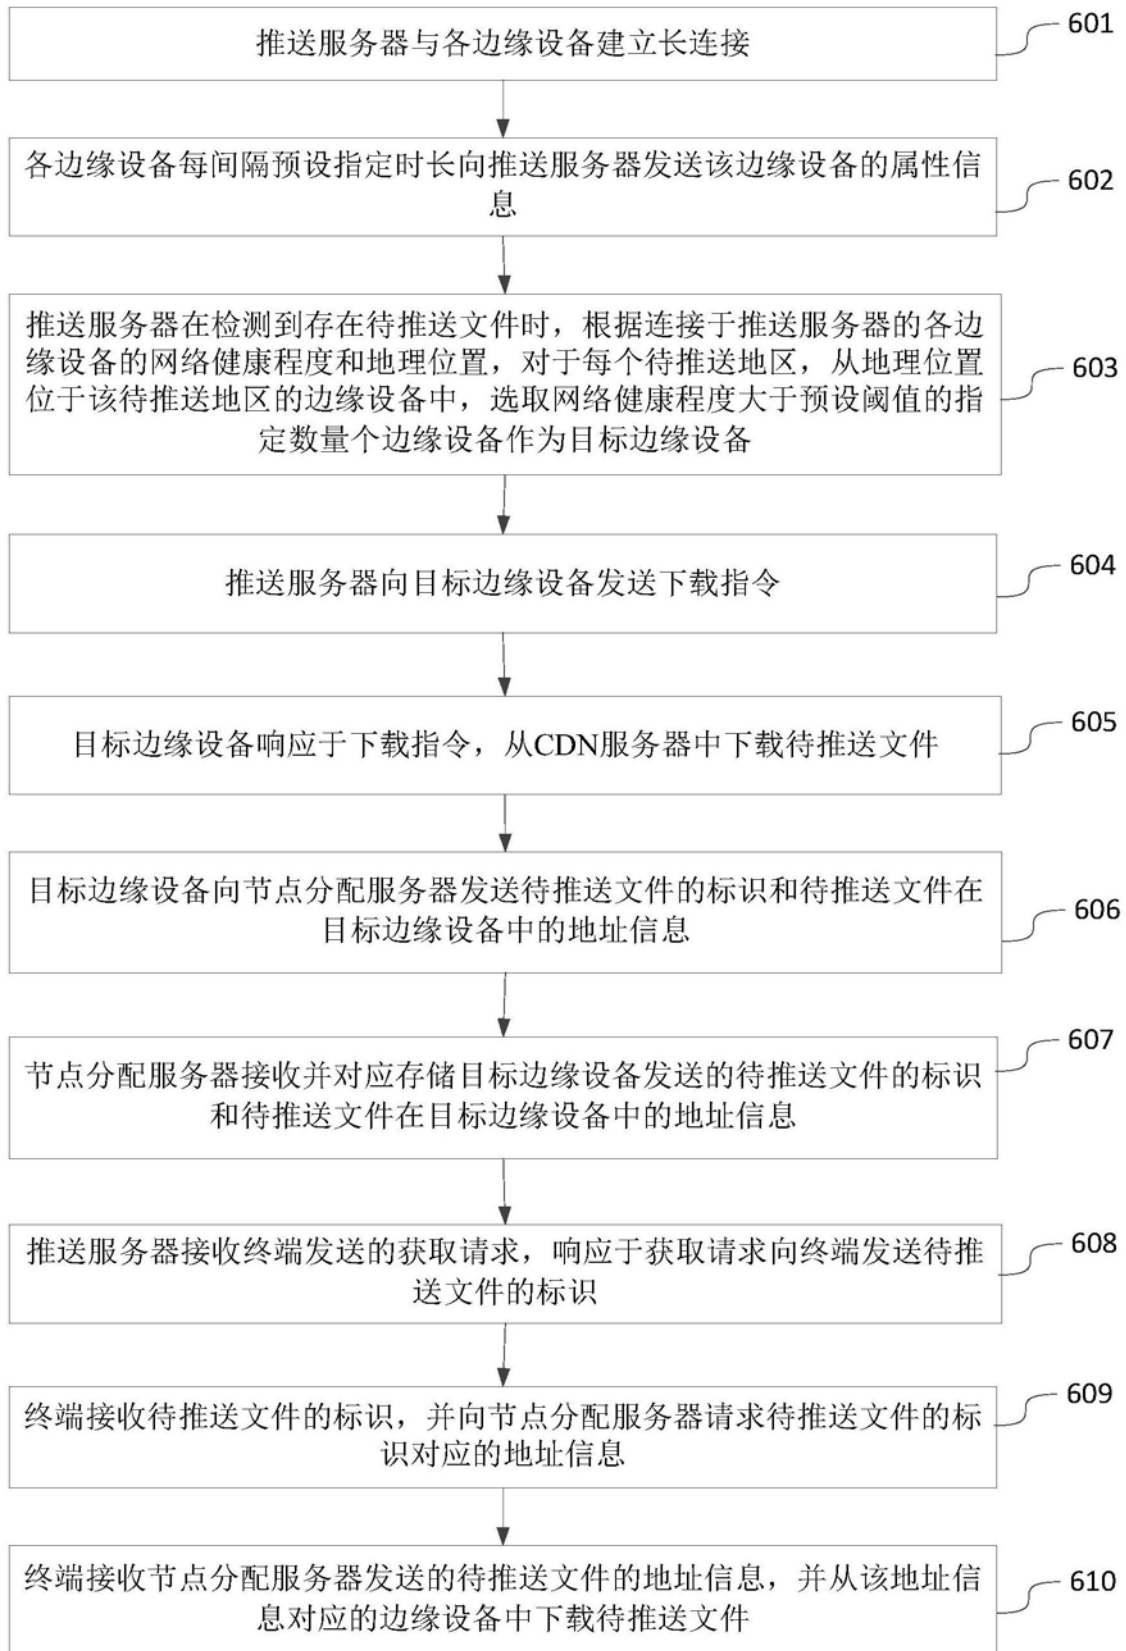 推送服务器与各边缘设备建立长连接
601
各边缘设备每间隔预设指定时长向推送服务器发送该边缘设备的属性信
息
602
推送服务器在检测到存在待推送文件时，根据连接于推送服务器的各边
缘设备的网络健康程度和地理位置，对于每个待推送地区，从地理位置
位于该待推送地区的边缘设备中，选取网络健康程度大于预设阈值的指
定数量个边缘设备作为目标边缘设备
603
推送服务器向目标边缘设备发送下载指令
604
目标边缘设备响应于下载指令，从CDN服务器中下载待推送文件
605
目标边缘设备向节点分配服务器发送待推送文件的标识和待推送文件在
目标边缘设备中的地址信息
606
节点分配服务器接收并对应存储目标边缘设备发送的待推送文件的标识
和待推送文件在目标边缘设备中的地址信息
607
推送服务器接收终端发送的获取请求，响应于获取请求向终端发送待推
送文件的标识
608
终端接收待推送文件的标识，并向节点分配服务器请求待推送文件的标
识对应的地址信息
609
终端接收节点分配服务器发送的待推送文件的地址信息，并从该地址信
息对应的边缘设备中下载待推送文件
610